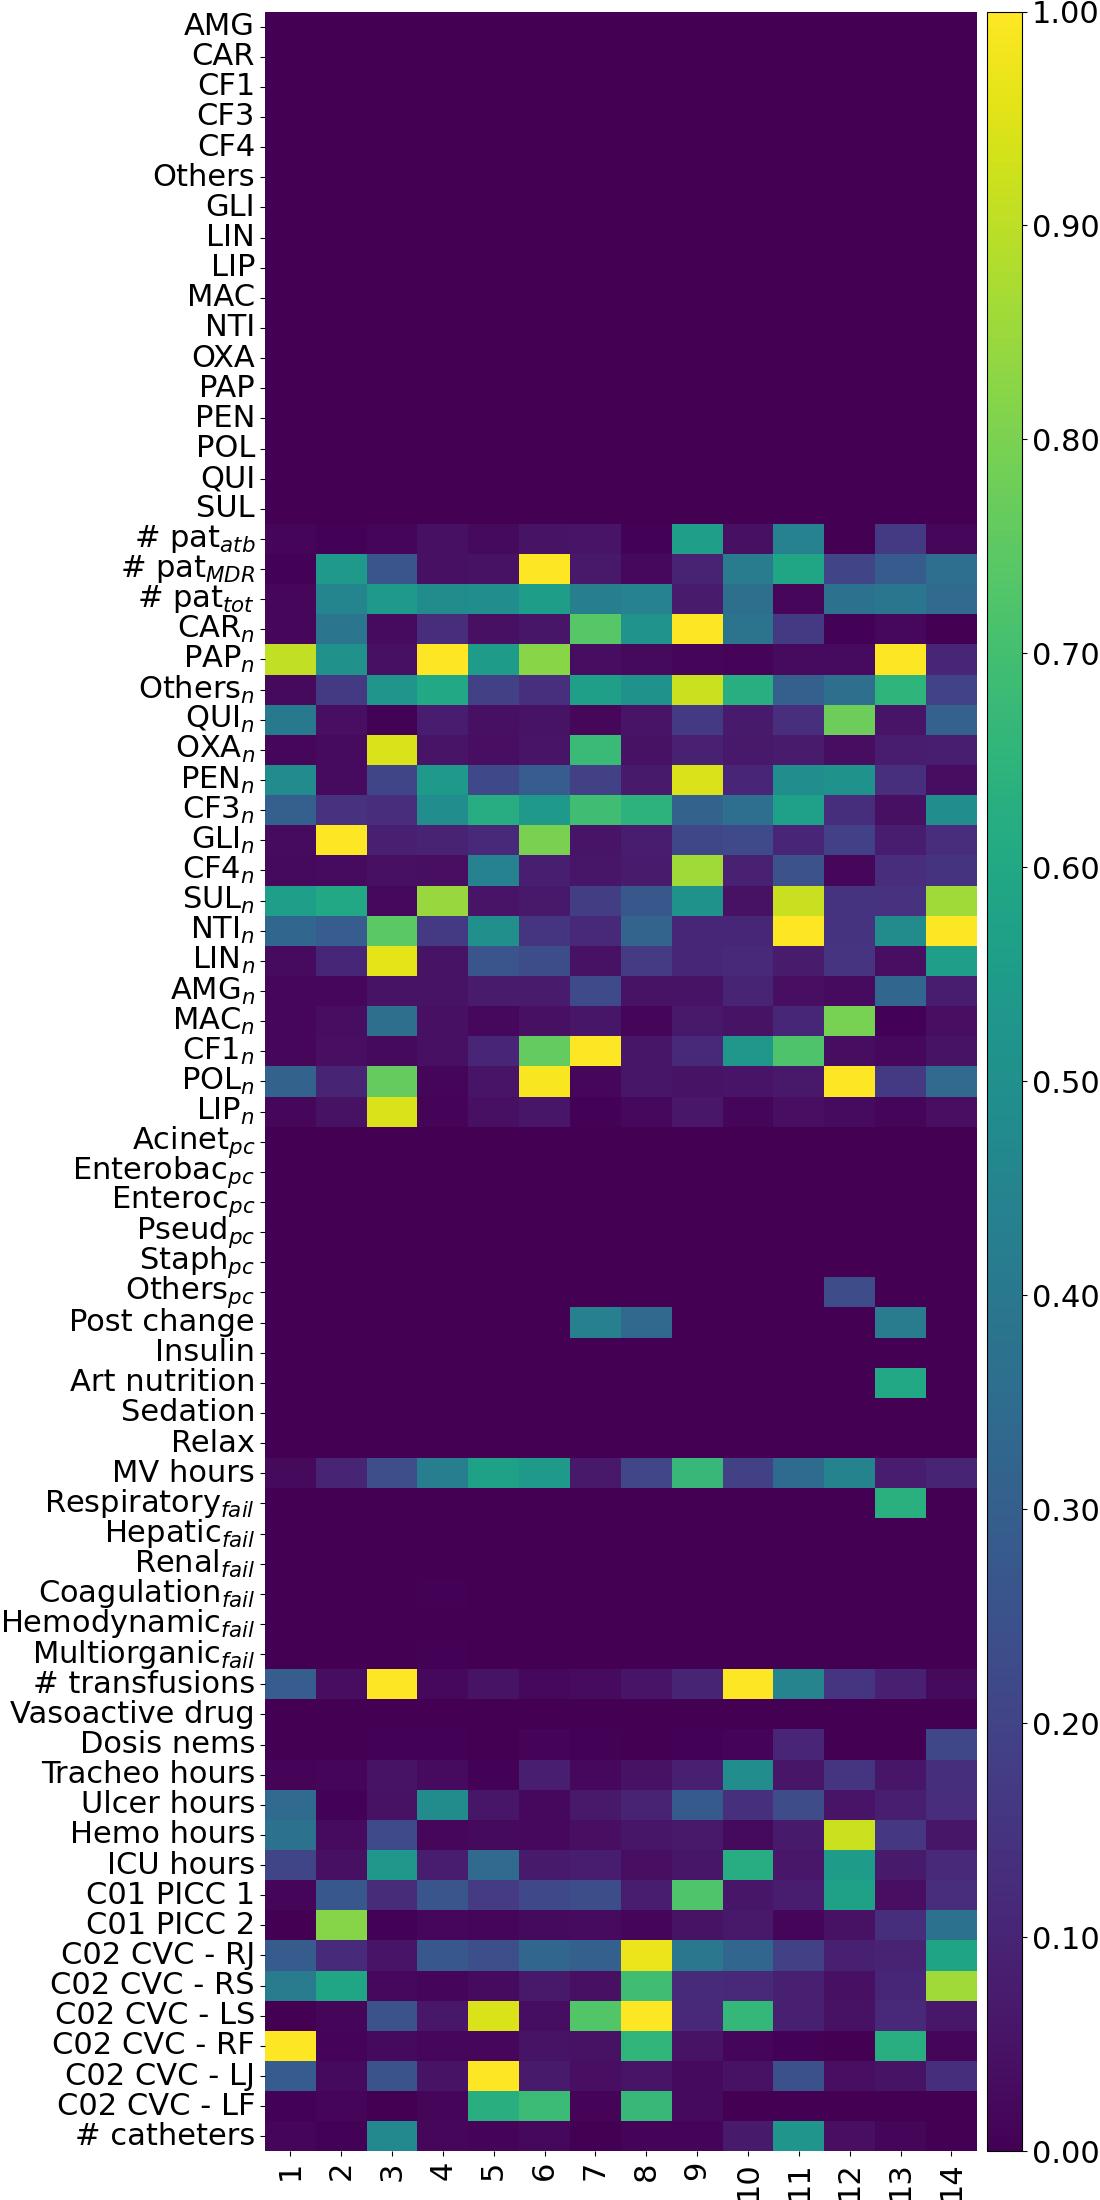 AMG
CAR
CF1
CF3
CF4
Others
GLI
LIN
LIP
MAC
NTI
OXA
PAP
PEN
POL
QUI
SUL
# pat_atb
# pat_MDR
# pat_tot
CAR_n
PAP_n
Others_n
QUI_n
OXA_n
PEN_n
CF3_n
GLI_n
CF4_n
SUL_n
NTI_n
LIN_n
AMG_n
MAC_n
CF1_n
POL_n
LIP_n
Acinet_pc
Enterobac_pc
Enteroc_pc
Pseud_pc
Staph_pc
Others_pc
Post change
Insulin
Art nutrition
Sedation
Relax
MV hours
Respiratory_fail
Hepatic_fail
Renal_fail
Coagulation_fail
Hemodynamic_fail
Multiorganic_fail
# transfusions
Vasoactive drug
Dosis nems
Tracheo hours
Ulcer hours
Hemo hours
ICU hours
C01 PICC 1
C01 PICC 2
C02 CVC - RJ
C02 CVC - RS
C02 CVC - LS
C02 CVC - RF
C02 CVC - LJ
C02 CVC - LF
# catheters
1 2 3 4 5 6 7 8 9 10 11 12 13 14
1.00
0.90
0.80
0.70
0.60
0.50
0.40
0.30
0.20
0.10
0.00